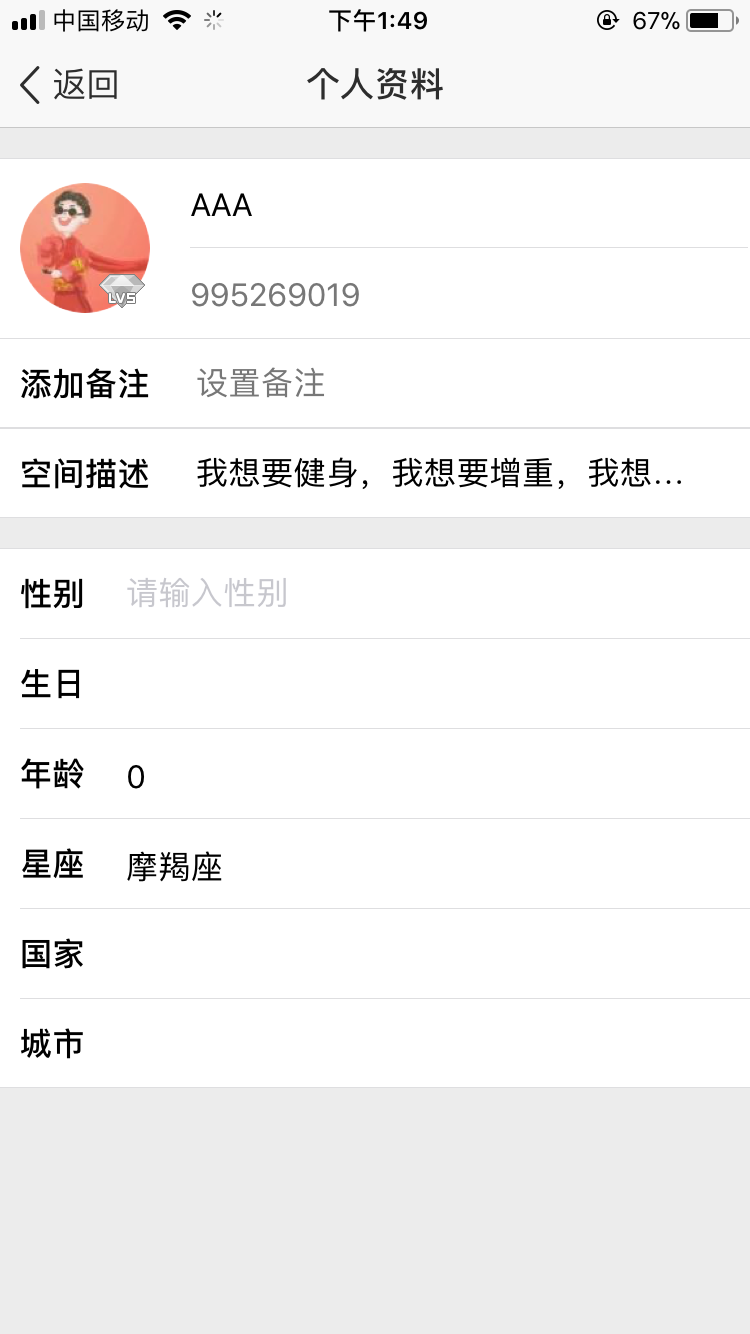 中国移动 下午1:49 67%
返回 个人资料
AAA
LV5
995269019
添加备注 设置备注
空间描述 我想要健身，我想要增重，我想...
性别 请输入性别
生日
年龄 0
星座 摩羯座
国家
城市